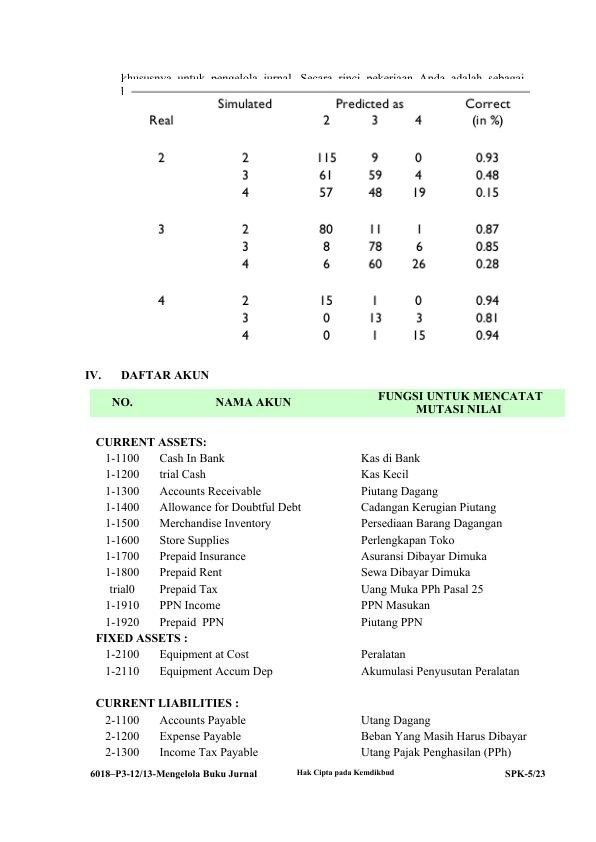 khususnya untuk pengelola jurnal. Secara rinci pekerjaan Anda adalah sebagai
Simulated Predicted as Correct
Real 2 3 4 (in %)
2 2 115 9 0 0.93
3 61 59 4 0.48
4 57 48 19 0.15
3 2 80 11 1 0.87
3 8 78 6 0.85
4 6 60 26 0.28
4 2 15 1 0 0.94
3 0 13 3 0.81
4 0 1 15 0.94
IV. DAFTAR AKUN
NO. NAMA AKUN FUNGSI UNTUK MENCATAT
MUTASI NILAI
CURRENT ASSETS:
1-1100 Cash In Bank Kas di Bank
1-1200 trial Cash Kas Kecil
1-1300 Accounts Receivable Piutang Dagang
1-1400 Allowance for Doubtful Debt Cadangan Kerugian Piutang
1-1500 Merchandise Inventory Persediaan Barang Dagangan
1-1600 Store Supplies Perlengkapan Toko
1-1700 Prepaid Insurance Asuransi Dibayar Dimuka
1-1800 Prepaid Rent Sewa Dibayar Dimuka
trial0 Prepaid Tax Uang Muka PPh Pasal 25
1-1910 PPN Income PPN Masukan
1-1920 Prepaid PPN Piutang PPN
FIXED ASSETS :
1-2100 Equipment at Cost Peralatan
1-2110 Equipment Accum Dep Akumulasi Penyusutan Peralatan
CURRENT LIABILITIES :
2-1100 Accounts Payable Utang Dagang
2-1200 Expense Payable Beban Yang Masih Harus Dibayar
2-1300 Income Tax Payable Utang Pajak Penghasilan (PPh)
6018–P3-12/13-Mengelola Buku Jurnal Hak Cipta pada Kemdikbud SPK-5/23